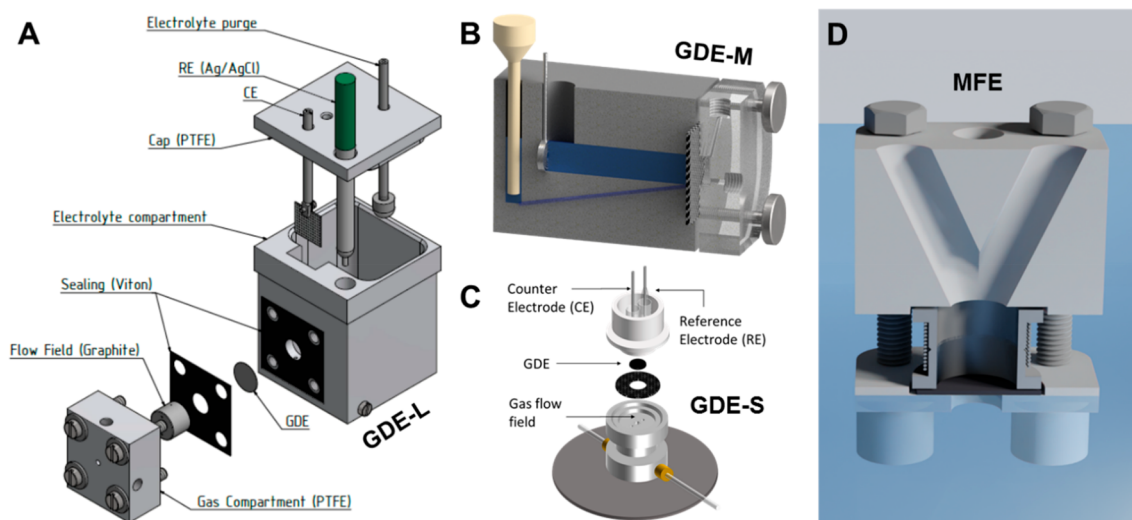 A
Electrolyte purge
RE (Ag/AgCl)
CE
Cap (PTFE)
Electrolyte compartment
Sealing (Viton)
Flow Field (Graphite)
GDE
GDE-L
Gas Compartment (PTFE)
B
GDE-M
C
Counter
Electrode (CE)
Reference
Electrode (RE)
GDE
GDE-S
Gas flow
field
D
MFE